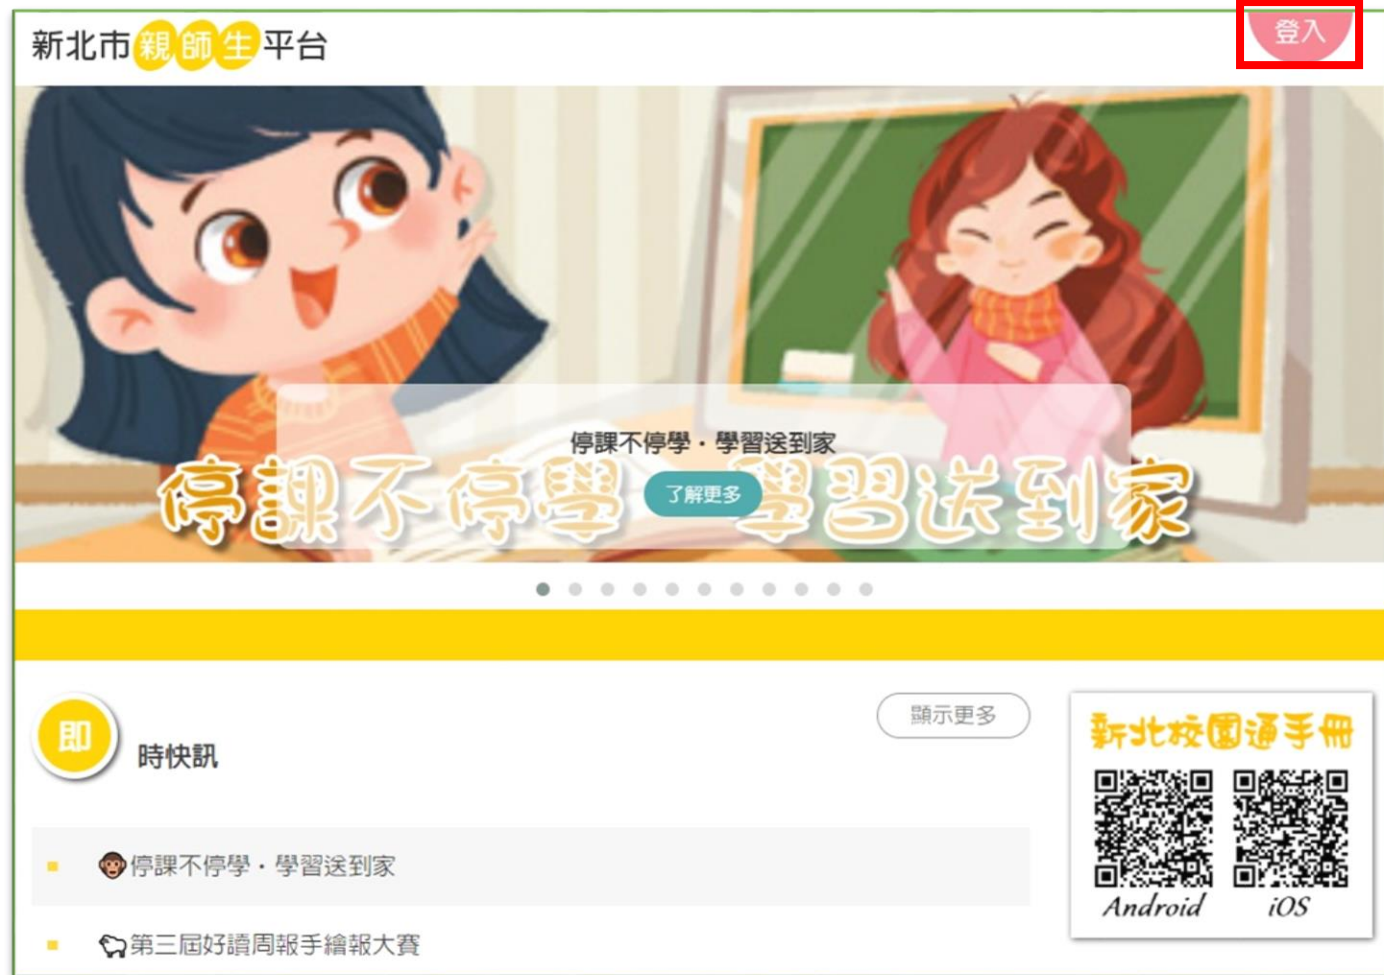 新北市親師生平台
登入
停課不停學・學習送到家
了解更多
停課不停學 學習送到家
即時快訊
顯示更多
停課不停學・學習送到家
第三屆好讀周報手繪報大賽
新北校園通手冊
Android iOS